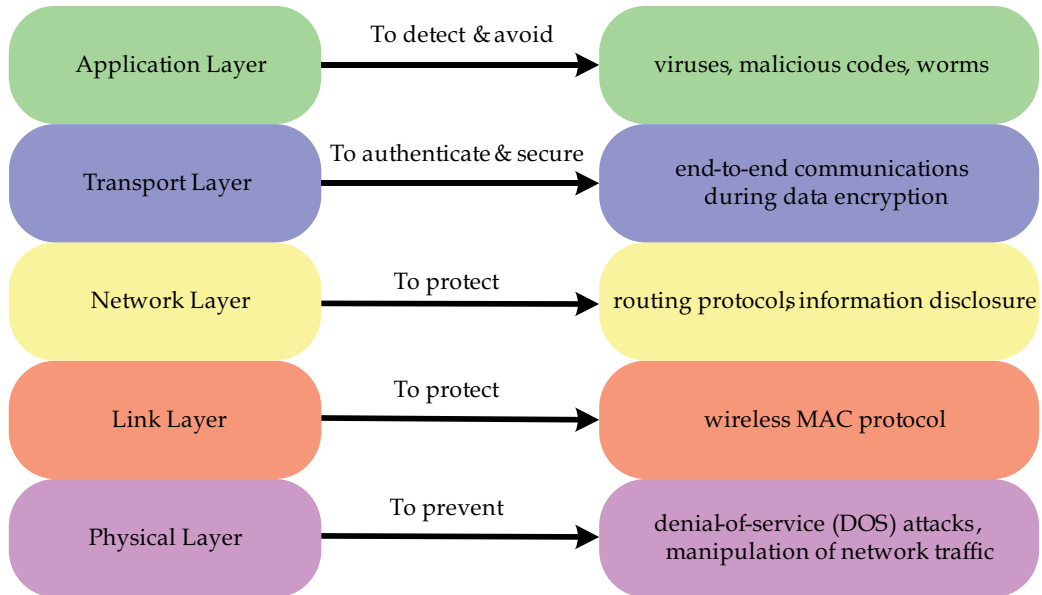 Application Layer
To detect & avoid
viruses, malicious codes, worms
Transport Layer
To authenticate & secure
end-to-end communications
during data encryption
Network Layer
To protect
routing protocols, information disclosure
Link Layer
To protect
wireless MAC protocol
Physical Layer
To prevent
denial-of-service (DOS) attacks,
manipulation of network traffic